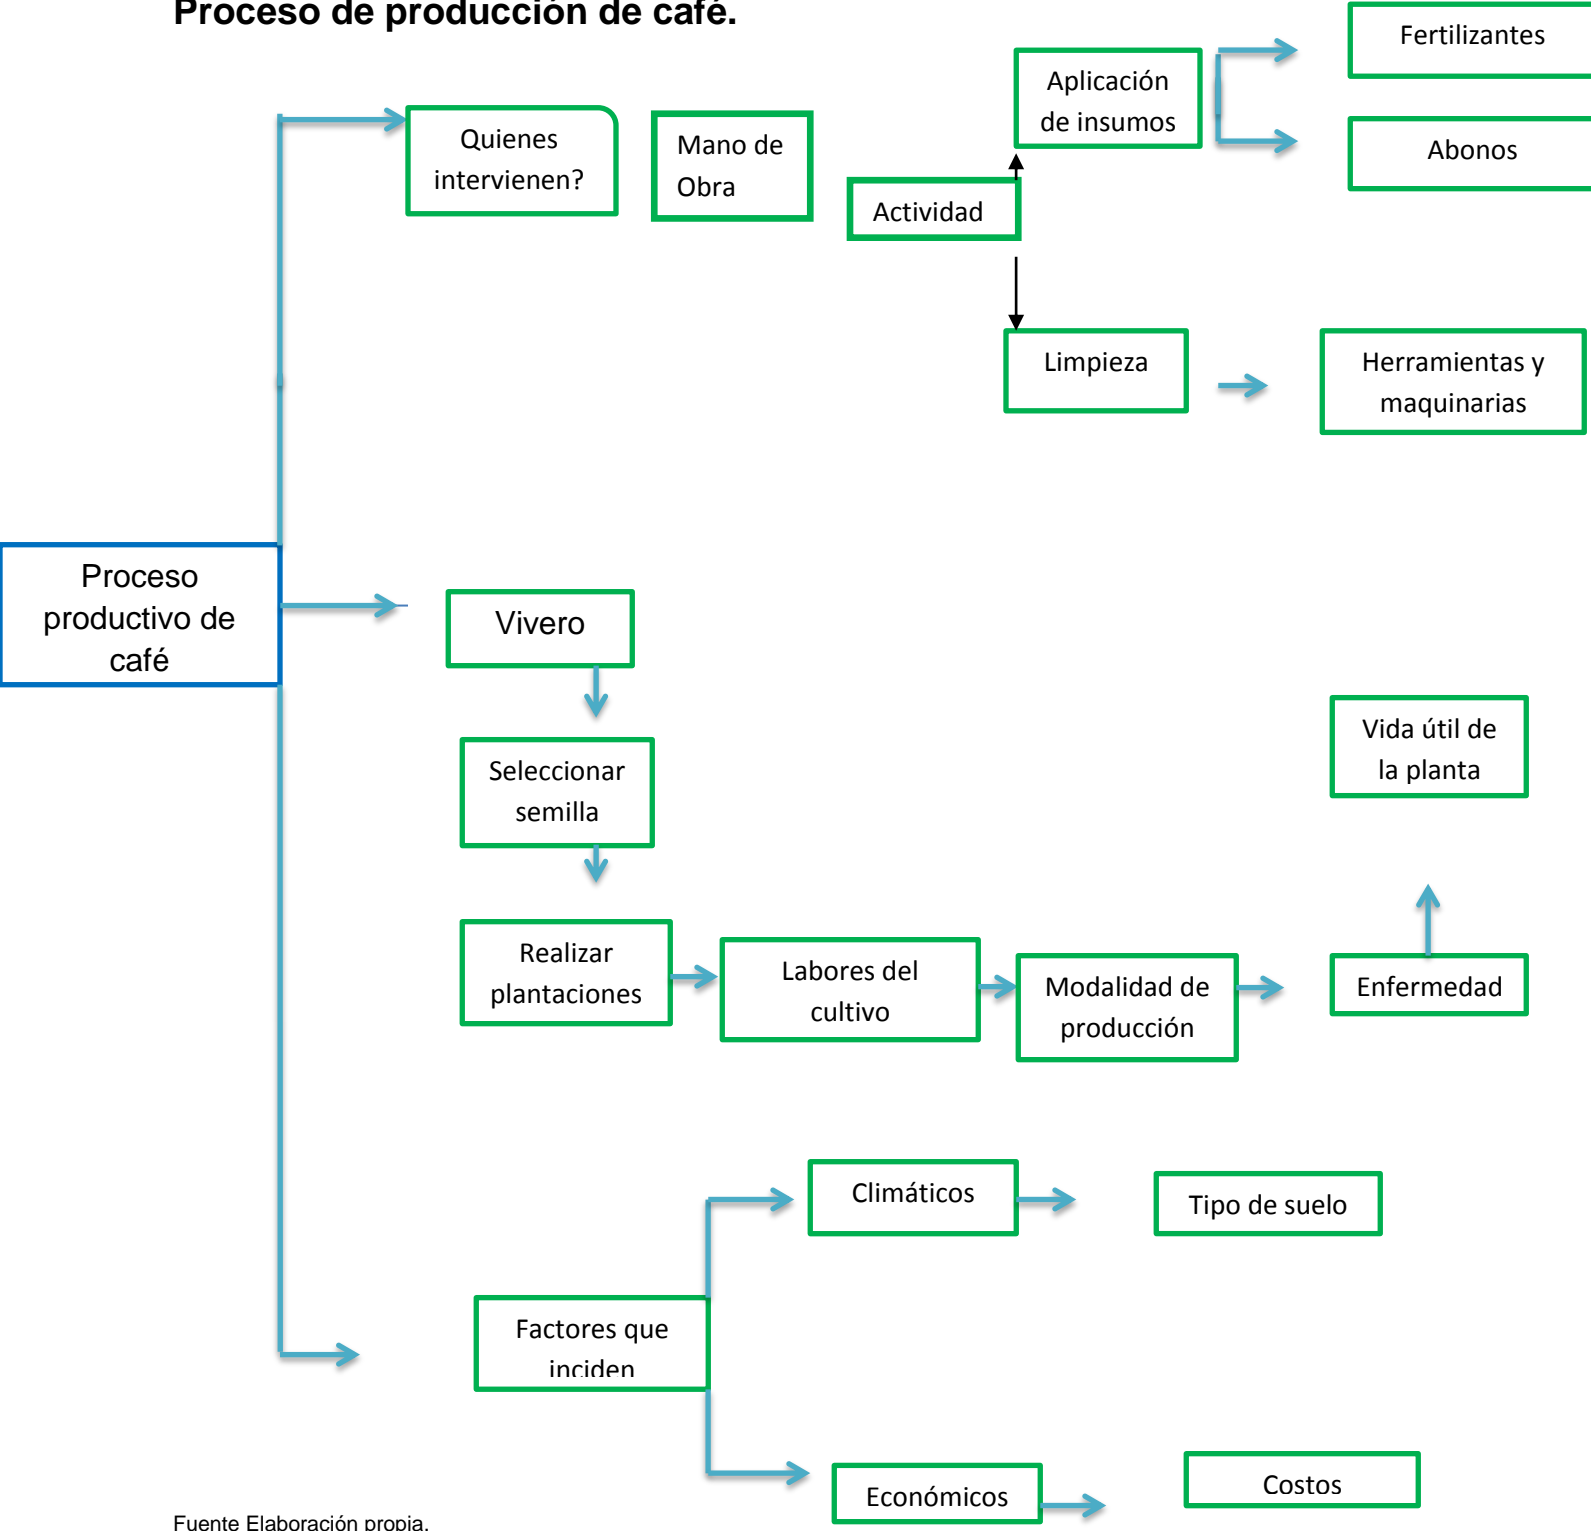 Proceso de producción de café.
Fertilizantes
Aplicación
de insumos
Abonos
Quienes
intervienen?
Mano de
Obra
Actividad
Limpieza
Herramientas y
maquinarias
Proceso
productivo de
café
Vivero
Seleccionar
semilla
Realizar
plantaciones
Labores del
cultivo
Modalidad de
producción
Enfermedad
Vida útil de
la planta
Factores que
inciden
Climáticos
Tipo de suelo
Económicos
Costos
Fuente Elaboración propia.